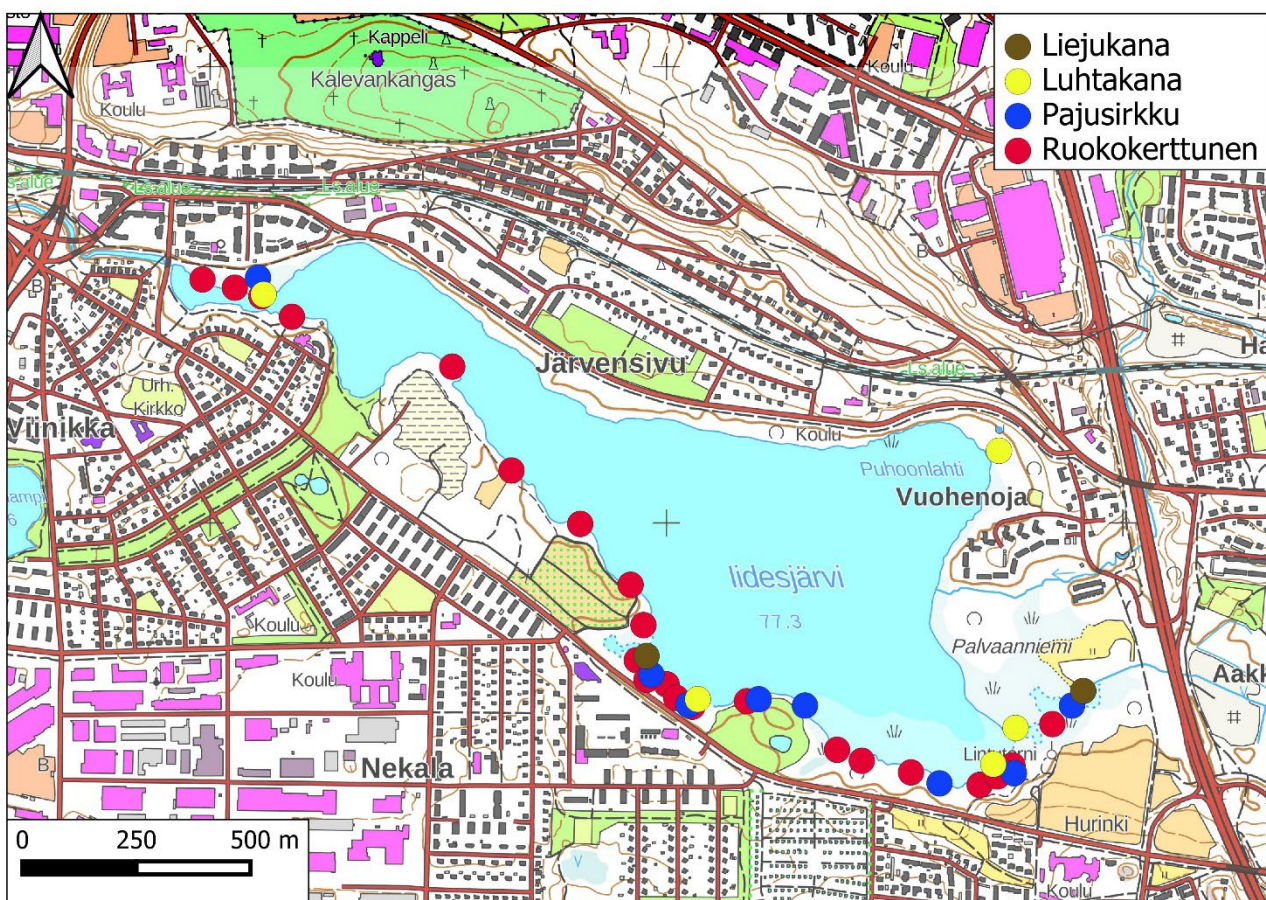 Kappeli
Kalevankangas
Koulu
Koulu
Liejukana
Luhtakana
Pajusirkku
Ruokokerttunen
Ls.alue
Ls.alue
B
B
Järvensivu
Ls.alue
Urh.
Kirkko
Viinikka
Koulu
Puhoonlahti
Vuohenoja
Iidesjärvi
77.3
Koulu
Palvaanniemi
Koulu
Lintutorni
B
Nekala
Hurinki
0 250 500 m
V
Koulu